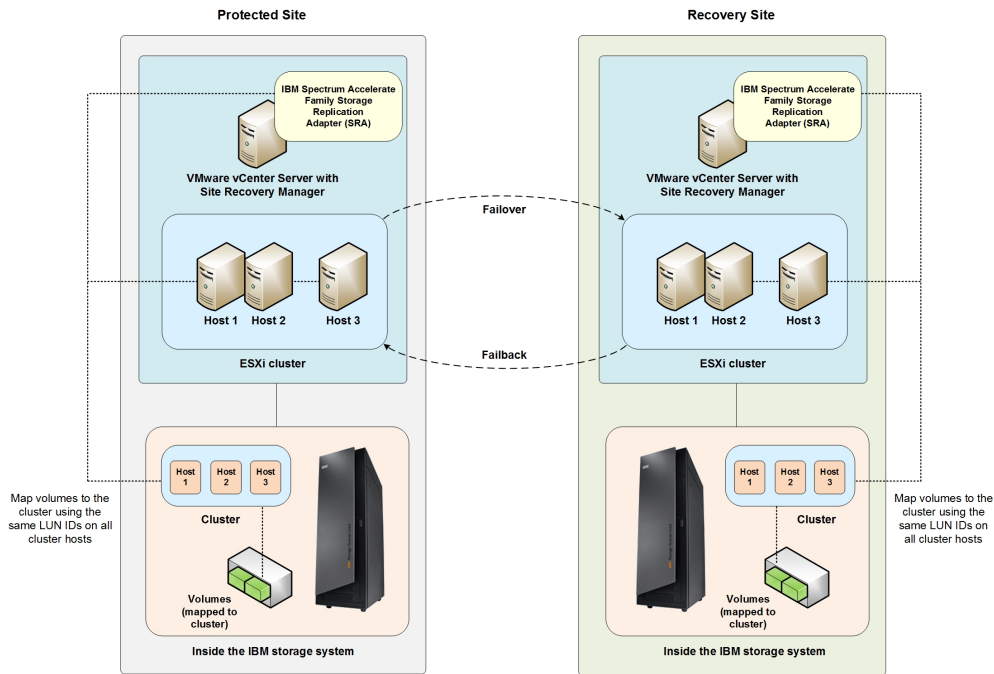 Protected Site
Recovery Site
IBM Spectrum Accelerate
Family Storage
Replication
Adapter (SRA)
VMware vCenter Server with
Site Recovery Manager
Host 1
Host 2
Host 3
ESXi cluster
Failover
Failback
IBM Spectrum Accelerate
Family Storage
Replication
Adapter (SRA)
VMware vCenter Server with
Site Recovery Manager
Host 1
Host 2
Host 3
ESXi cluster
Map volumes to the
cluster using the
same LUN IDs on all
cluster hosts
Host
1
Host
2
Host
3
Cluster
Volumes
(mapped to
cluster)
Inside the IBM storage system
Host
1
Host
2
Host
3
Cluster
Volumes
(mapped to
cluster)
Inside the IBM storage system
Map volumes to the
cluster using the
same LUN IDs on
all cluster hosts